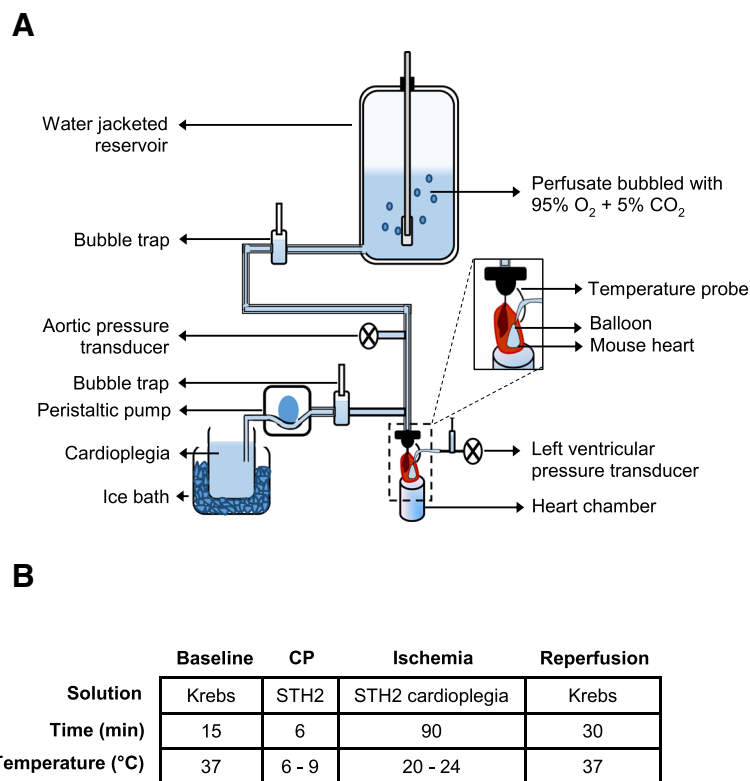 A
Water jacketed
reservoir
Perfusate bubbled with
95% O2 + 5% CO2
Bubble trap
Temperature probe
Balloon
Mouse heart
Aortic pressure
transducer
Bubble trap
Peristaltic pump
Cardioplegia
Ice bath
Left ventricular
pressure transducer
Heart chamber
B
Baseline CP Ischemia Reperfusion
Solution Krebs STH2 STH2 cardioplegia Krebs
Time (min) 15 6 90 30
Temperature (°C) 37 6 - 9 20 - 24 37